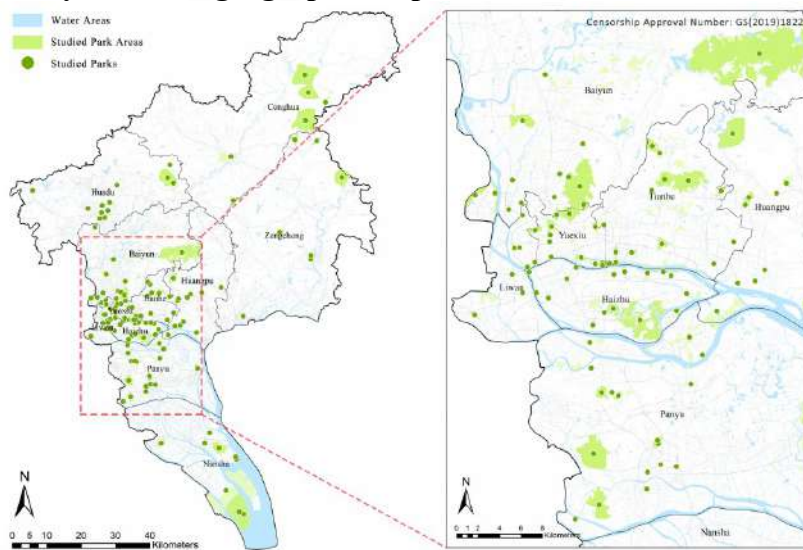 Water Areas
Studied Park Areas
Studied Parks
Conghua
Huadu
Zengcheng
Baiyun
Huangpu
Tianhe
Haizhu
Panyu
Nansha
N
0 5 10 20 30 40
Kilometers
Censorship Approval Number: GS(2019)1822
Baiyun
Tianhe
Huangpu
Yuexiu
Liwan
Haizhu
Panyu
Nansha
N
0 1 2 4 6 8
Kilometers